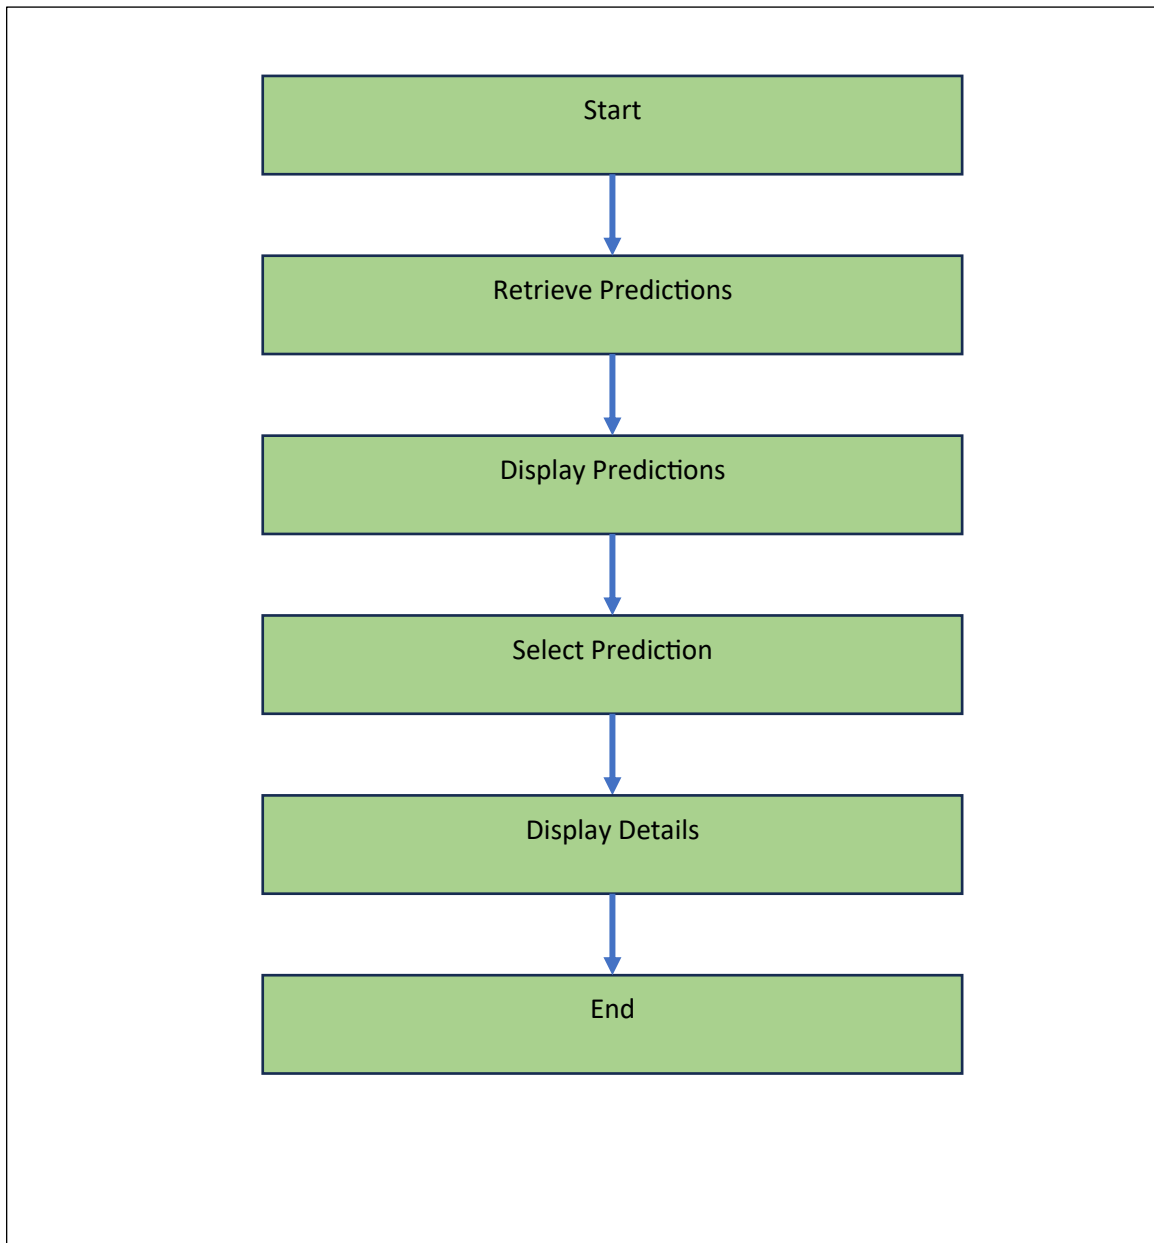 Start
Retrieve Predictions
Display Predictions
Select Prediction
Display Details
End